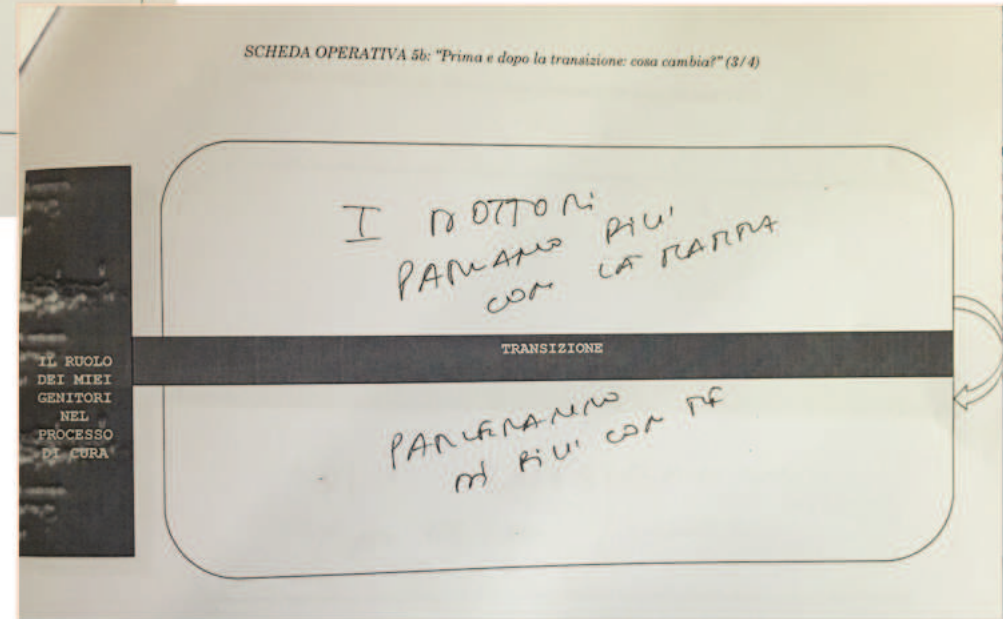 SCHEDA OPERATIVA 5b: "Prima e dopo la transizione: cosa cambia?" (3/4)
I DOTTORI
PARLANO PIU'
CON LA MAMMA
TRANSIZIONE
IL RUOLO
DEI MIEI
GENITORI
NEL
PROCESSO
DI CURA
PARLERANNO
DI PIU' CON ME